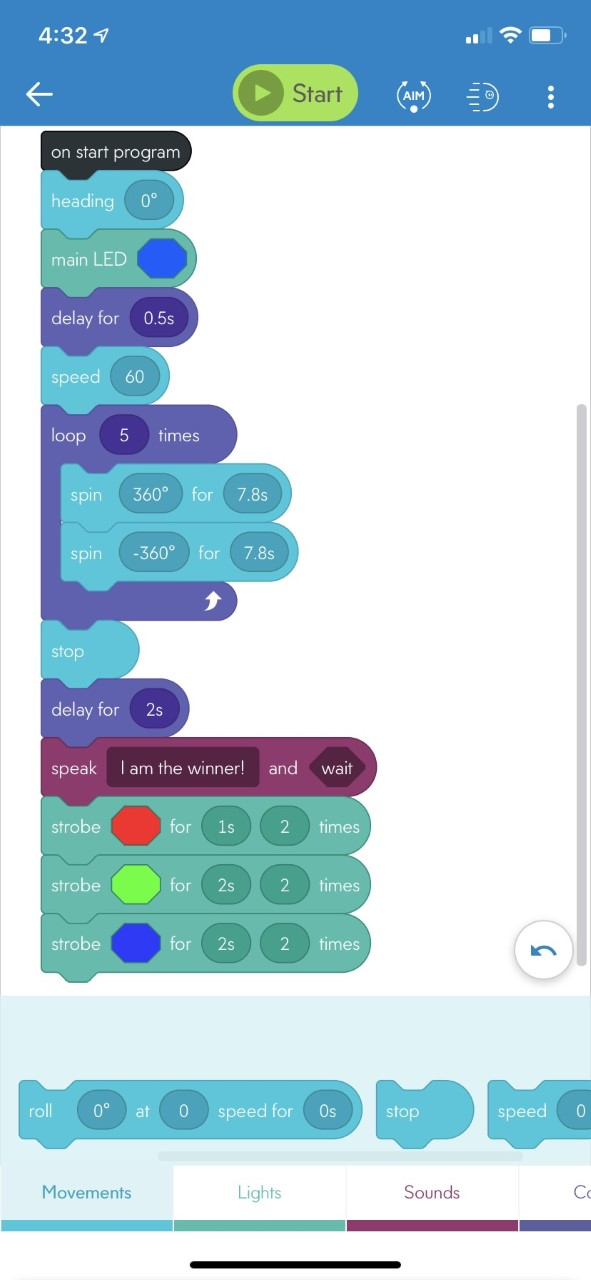 4:32
Start
AIM
on start program
heading 0°
main LED
delay for 0.5s
speed 60
loop 5 times
spin 360° for 7.8s
spin -360° for 7.8s
stop
delay for 2s
speak I am the winner! and wait
strobe for 1s 2 times
strobe for 2s 2 times
strobe for 2s 2 times
roll 0° at 0 speed for 0s stop speed 0
Movements Lights Sounds